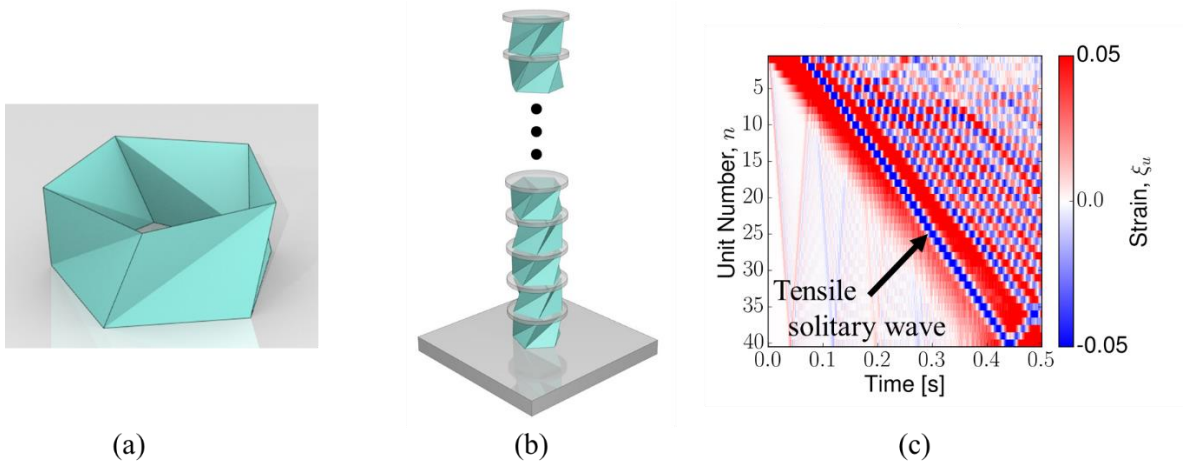 0.05
5
10
15
20
25
30
35
40
Unit Number, n
0.0
Strain, ξu
-0.05
Tensile
solitary wave
0.0 0.1 0.2 0.3 0.4 0.5
Time [s]
(a) (b) (c)